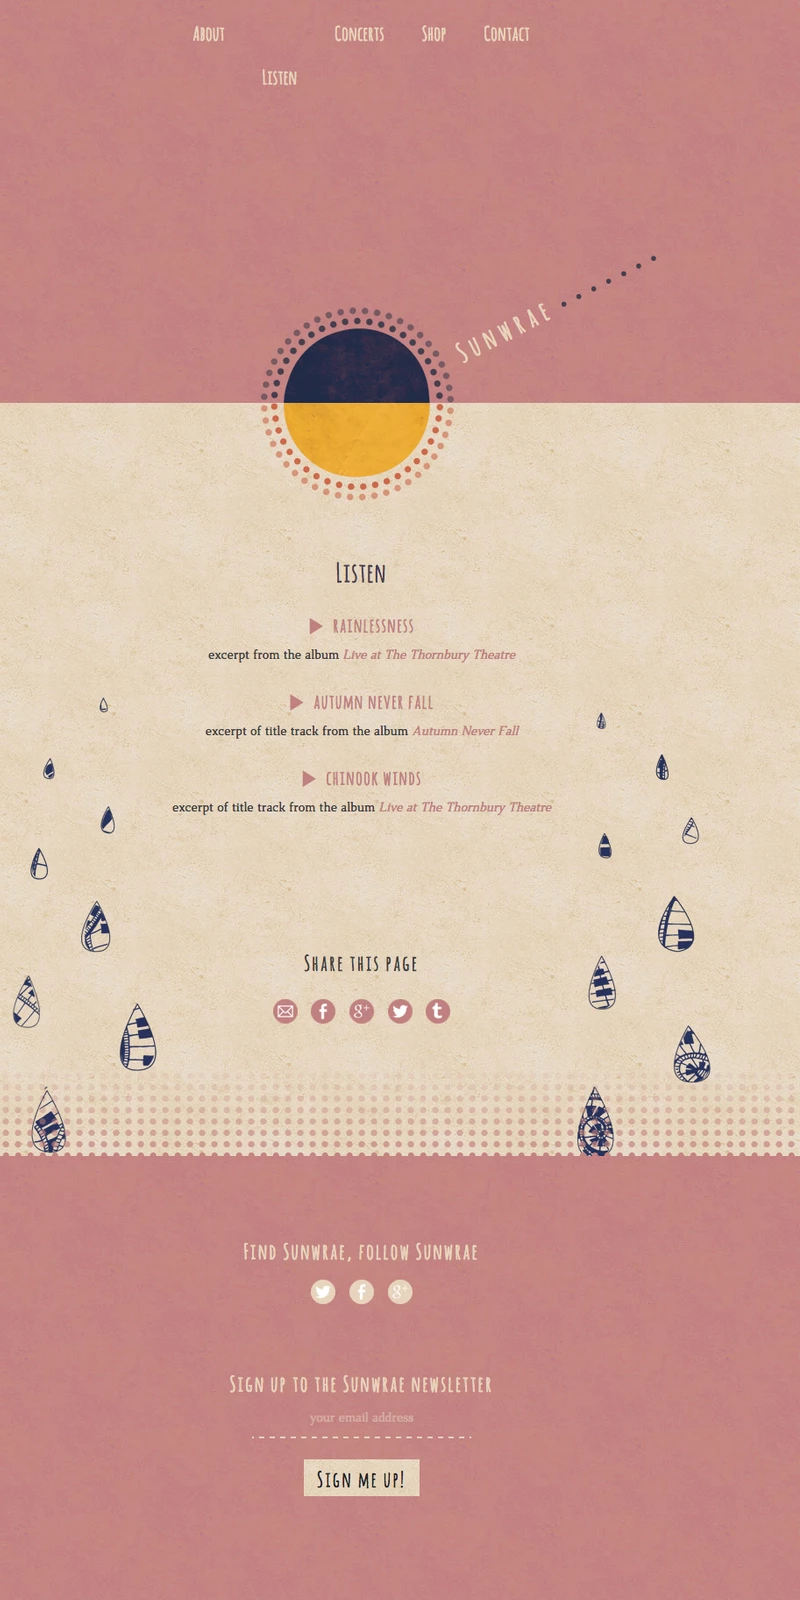 About
Concerts
Shop
Contact
Listen
Sunwrae
Listen
rainlessness
excerpt from the album Live at The Thornbury Theatre
autumn never fall
excerpt of title track from the album Autumn Never Fall
chinook winds
excerpt of title track from the album Live at The Thornbury Theatre
Share this page
Find Sunwrae, follow Sunwrae
Sign up to the Sunwrae newsletter
your email address
Sign me up!